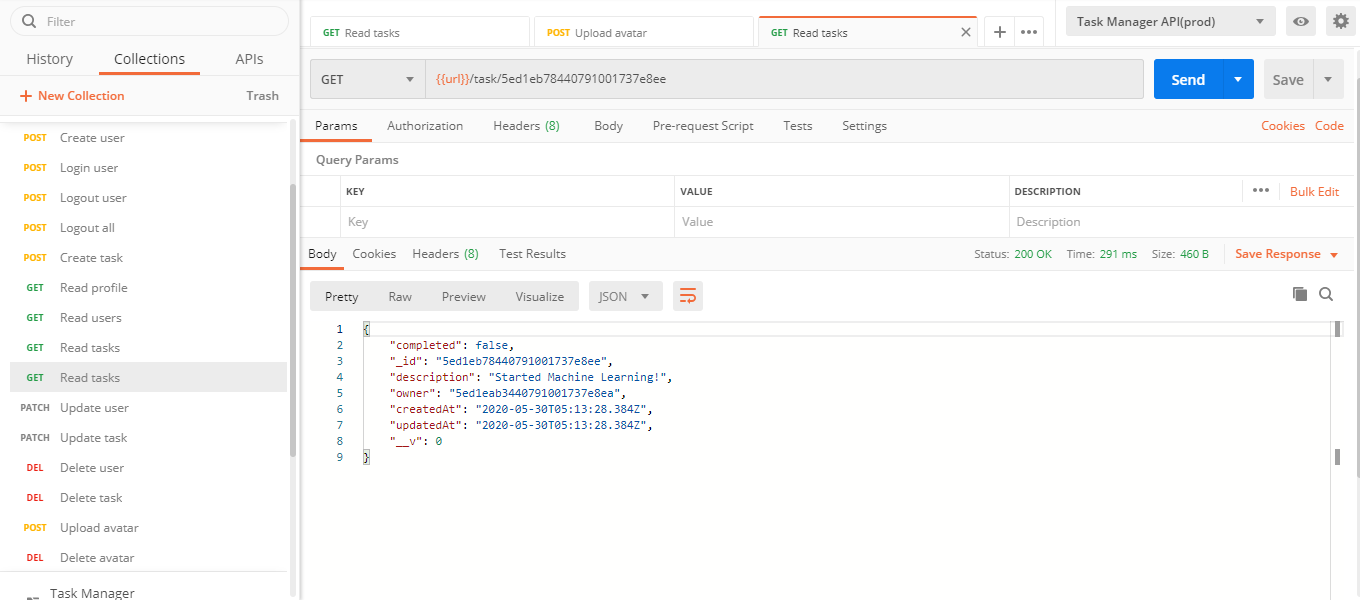 Filter
History Collections APIs
+ New Collection Trash
POST Create user
POST Login user
POST Logout user
POST Logout all
POST Create task
GET Read profile
GET Read users
GET Read tasks
GET Read tasks
PATCH Update user
PATCH Update task
DEL Delete user
DEL Delete task
POST Upload avatar
DEL Delete avatar
Task Manager
GET Read tasks POST Upload avatar GET Read tasks Task Manager API(prod)
GET {{url}}/task/5ed1eb78440791001737e8ee Send Save
Params Authorization Headers (8) Body Pre-request Script Tests Settings Cookies Code
Query Params
KEY VALUE DESCRIPTION Bulk Edit
Key Value Description
Body Cookies Headers (8) Test Results Status: 200 OK Time: 291 ms Size: 460 B Save Response
Pretty Raw Preview Visualize JSON
1 {
2 "completed": false,
3 "_id": "5ed1eb78440791001737e8ee",
4 "description": "Started Machine Learning!",
5 "owner": "5ed1eab3440791001737e8ea",
6 "createdAt": "2020-05-30T05:13:28.384Z",
7 "updatedAt": "2020-05-30T05:13:28.384Z",
8 "__v": 0
9 }